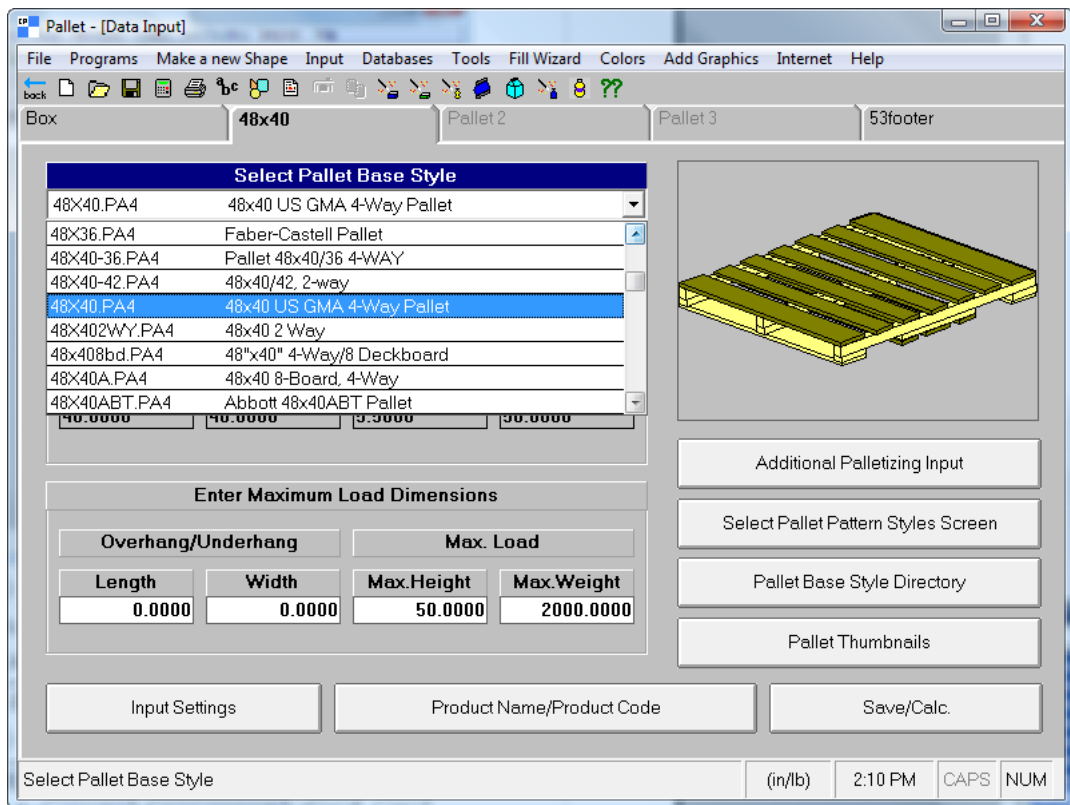 CP Pallet - [Data Input]
File Programs Make a new Shape Input Databases Tools Fill Wizard Colors Add Graphics Internet Help
back bc ??
Box 48x40 Pallet 2 Pallet 3 53footer
Select Pallet Base Style
48X40.PA4 48x40 US GMA 4-Way Pallet
48X36.PA4 Faber-Castell Pallet
48X40-36.PA4 Pallet 48x40/36 4-WAY
48X40-42.PA4 48x40/42, 2-way
48X40.PA4 48x40 US GMA 4-Way Pallet
48X402WY.PA4 48x40 2 Way
48x408bd.PA4 48"x40" 4-Way/8 Deckboard
48X40A.PA4 48x40 8-Board, 4-Way
48X40ABT.PA4 Abbott 48x40ABT Pallet
Additional Palletizing Input
Enter Maximum Load Dimensions
Select Pallet Pattern Styles Screen
Overhang/Underhang Max. Load
Length Width Max.Height Max.Weight
Pallet Base Style Directory
0.0000 0.0000 50.0000 2000.0000
Pallet Thumbnails
Input Settings Product Name/Product Code Save/Calc.
Select Pallet Base Style (in/lb) 2:10 PM CAPS NUM